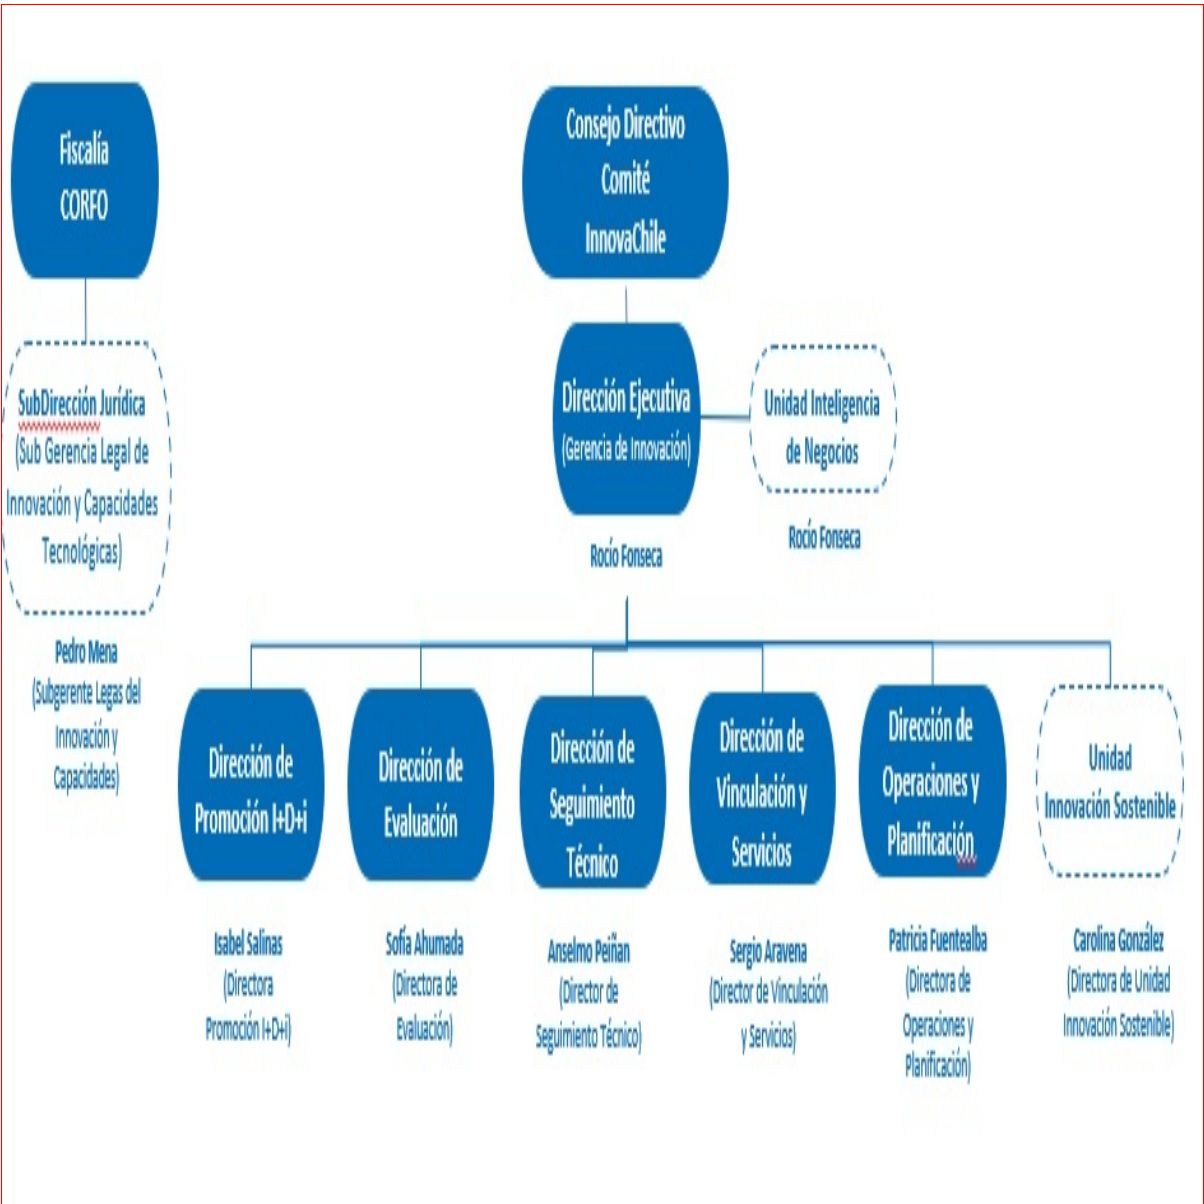 Fiscalía
CORFO
SubDirección Jurídica
(Sub Gerencia Legal de
Innovación y Capacidades
Tecnológicas)
Pedro Mena
(Subgerente Legas del
Innovación y
Capacidades)
Consejo Directivo
Comité
InnovaChile
Dirección Ejecutiva
(Gerencia de Innovación)
Rocío Fonseca
Unidad Inteligencia
de Negocios
Rocío Fonseca
Dirección de
Promoción I+D+i
Isabel Salinas
(Directora
Promoción I+D+i)
Dirección de
Evaluación
Sofía Ahumada
(Directora de
Evaluación)
Dirección de
Seguimiento
Técnico
Anselmo Peiñan
(Director de
Seguimiento Técnico)
Dirección de
Vinculación y
Servicios
Sergio Aravena
(Director de Vinculación
y Servicios)
Dirección de
Operaciones y
Planificación
Patricia Fuentealba
(Directora de
Operaciones y
Planificación)
Unidad
Innovación Sostenible
Carolina González
(Directora de Unidad
Innovación Sostenible)